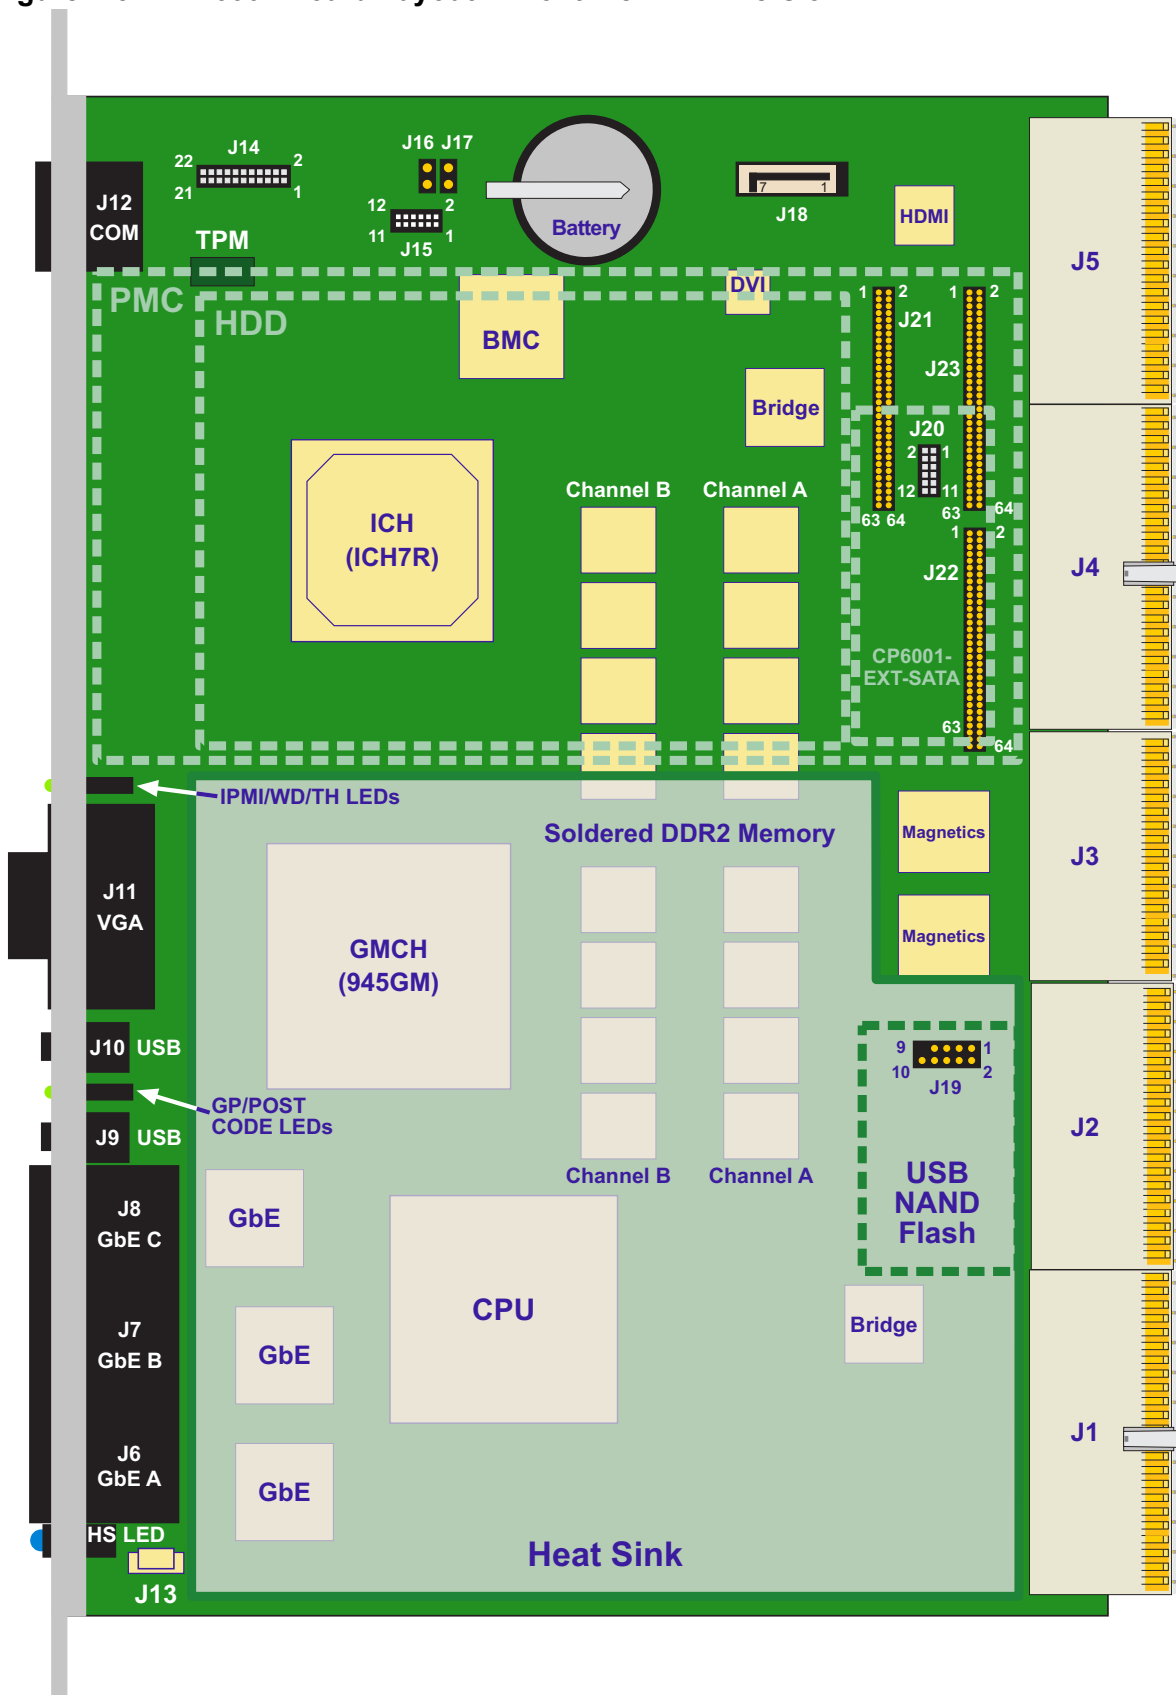 J14
22
2
21
1
J16 J17
12
2
11
1
J15
J12
COM
TPM
Battery
7
1
J18
HDMI
J5
PMC
HDD
BMC
DVI
Bridge
1
2
J21
1
2
J23
J20
2
1
12
11
63 64
63
64
ICH
(ICH7R)
Channel B
Channel A
1
2
J22
CP6001-
EXT-SATA
63
64
J4
IPMI/WD/TH LEDs
Soldered DDR2 Memory
Magnetics
Magnetics
J3
J11
VGA
GMCH
(945GM)
J10 USB
GP/POST
CODE LEDs
J9 USB
9
1
10
2
J19
J2
Channel B
Channel A
USB
NAND
Flash
J8
GbE C
GbE
CPU
J7
GbE B
GbE
Bridge
J6
GbE A
GbE
J1
HS LED
J13
Heat Sink